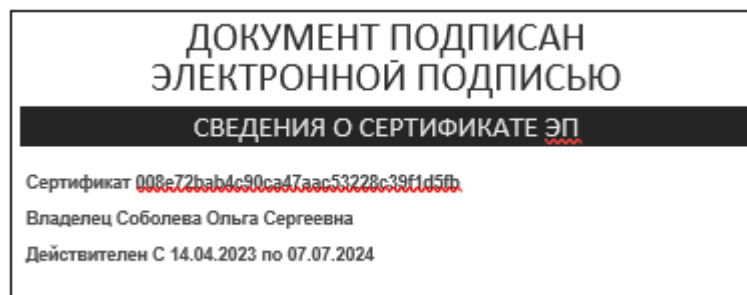 ДОКУМЕНТ ПОДПИСАН
ЭЛЕКТРОННОЙ ПОДПИСЬЮ
СВЕДЕНИЯ О СЕРТИФИКАТЕ ЭП
Сертификат 008e72bab4c90ca47aac53228c39f1d5fb
Владелец Соболева Ольга Сергеевна
Действителен С 14.04.2023 по 07.07.2024